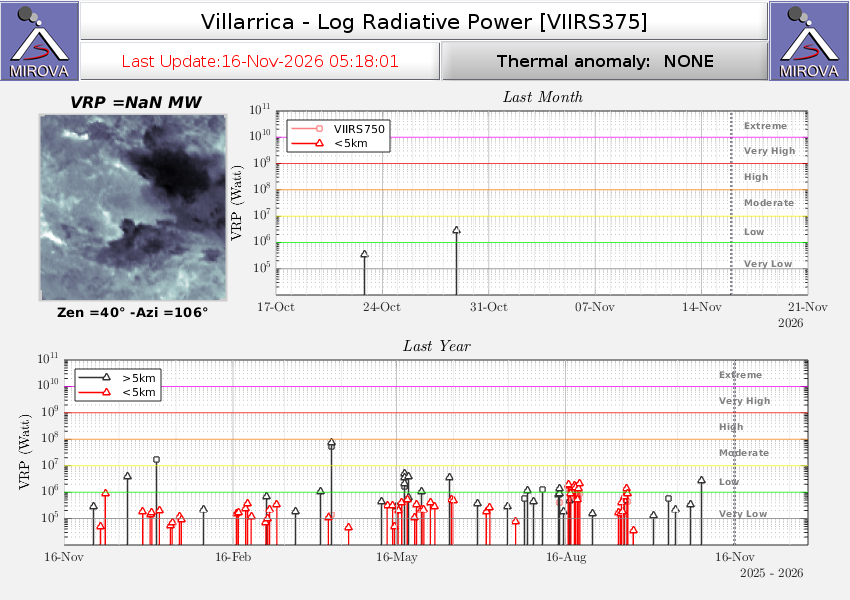 Villarrica - Log Radiative Power [VIIRS375]
MIROVA
Last Update:16-Nov-2026 05:18:01
Thermal anomaly: NONE
MIROVA
VRP =NaN MW
Zen =40° -Azi =106°
Last Month
VRP (Watt)
10¹¹
10¹⁰
10⁹
10⁸
10⁷
10⁶
10⁵
VIIRS750
<5km
Extreme
Very High
High
Moderate
Low
Very Low
17-Oct 24-Oct 31-Oct 07-Nov 14-Nov 21-Nov
2026
Last Year
VRP (Watt)
10¹¹
10¹⁰
10⁹
10⁸
10⁷
10⁶
10⁵
>5km
<5km
Extreme
Very High
High
Moderate
Low
Very Low
16-Nov 16-Feb 16-May 16-Aug 16-Nov
2025 - 2026